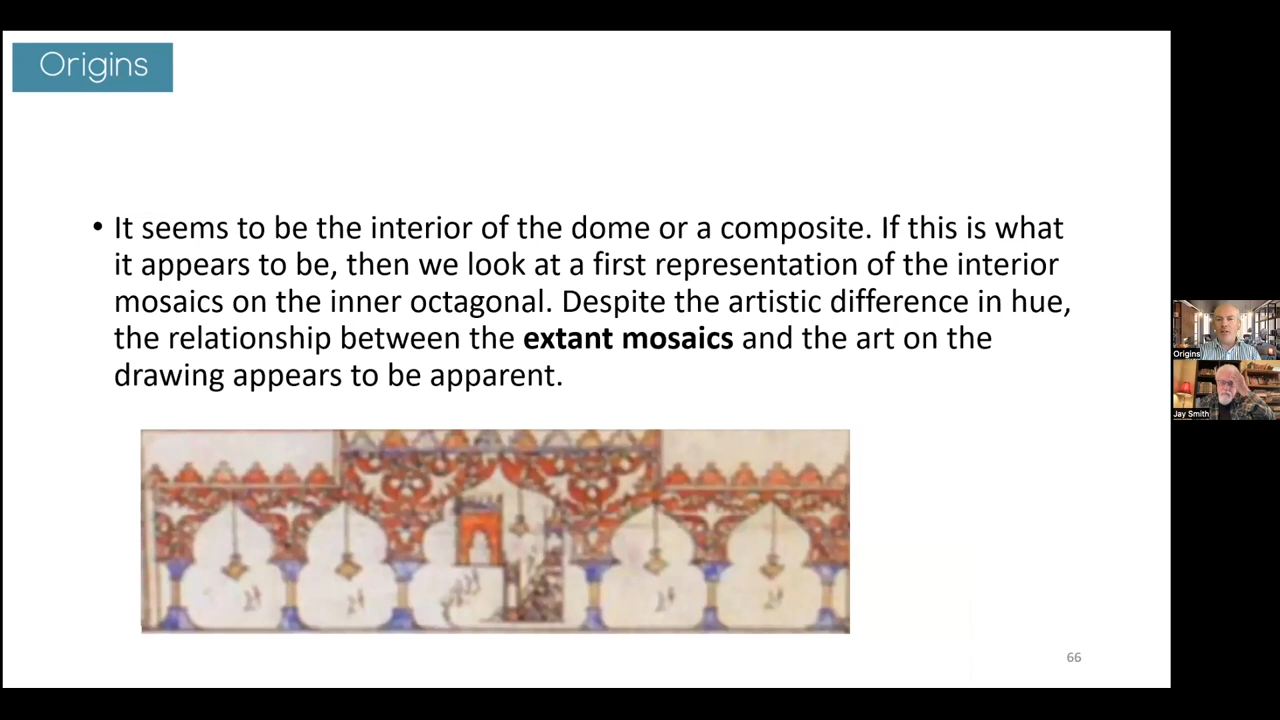 Origins
• It seems to be the interior of the dome or a composite. If this is what
it appears to be, then we look at a first representation of the interior
mosaics on the inner octagonal. Despite the artistic difference in hue,
the relationship between the extant mosaics and the art on the
drawing appears to be apparent.
66
Origins
Jay Smith